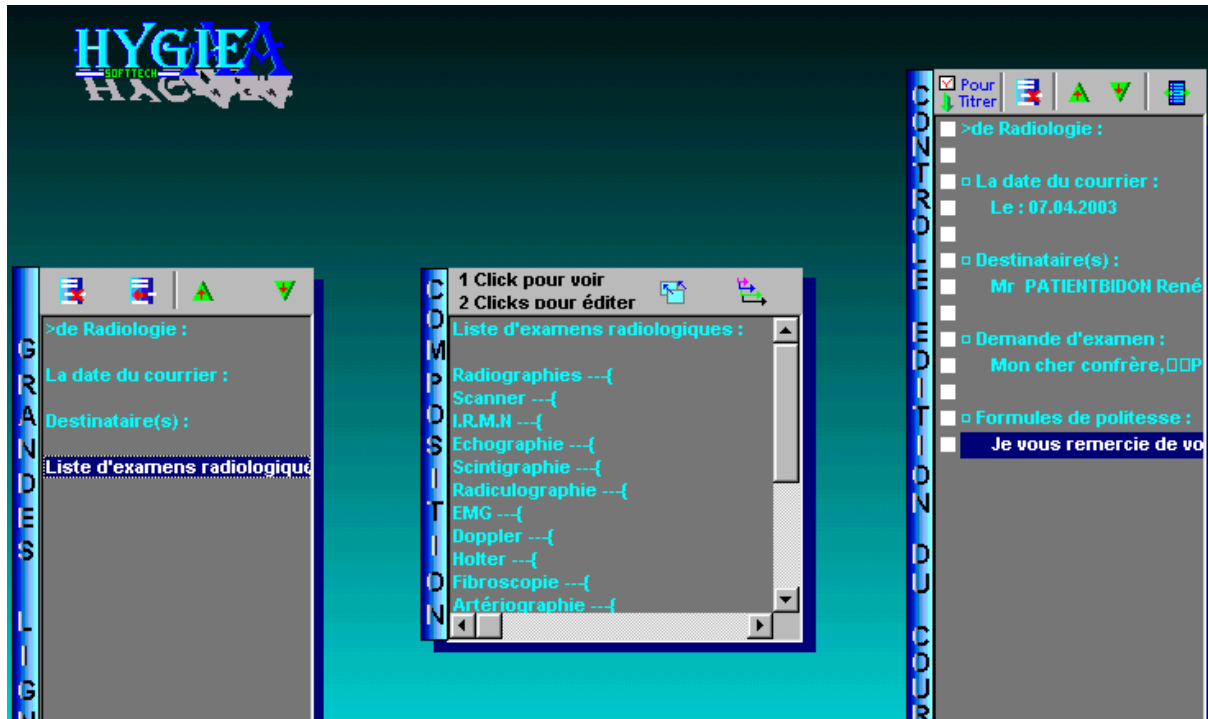 HYGIEA
SOFTTECH
GRANDES LIGN
>de Radiologie :
La date du courrier :
Destinataire(s) :
Liste d'examens radiologique
COMPOSITION
1 Click pour voir
2 Clicks pour éditer
Liste d'examens radiologiques :
Radiographies ---{
Scanner ---{
I.R.M.N ---{
Echographie ---{
Scintigraphie ---{
Radiculographie ---{
EMG ---{
Doppler ---{
Holter ---{
Fibroscopie ---{
Artériographie ---{
CONTROLE EDITION DU COUR
Pour
Titrer
>de Radiologie :
¤ La date du courrier :
Le : 07.04.2003
¤ Destinataire(s) :
Mr PATIENTBIDON René
¤ Demande d'examen :
Mon cher confrère,□□P
¤ Formules de politesse :
Je vous remercie de vo